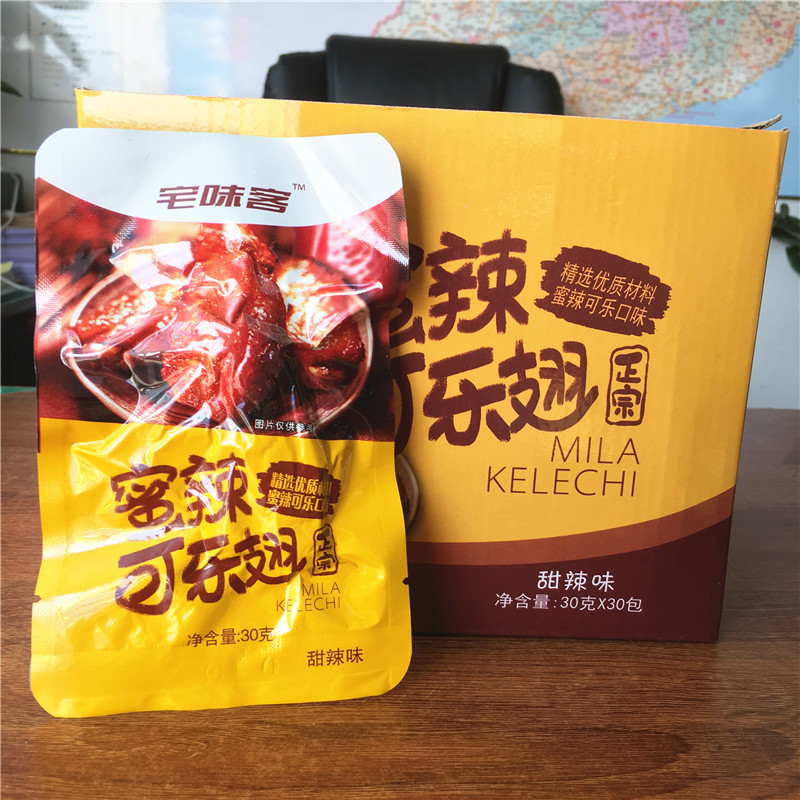 宅味客™
图片仅供参考
蜜辣
可乐翅
精选优质材料
蜜辣可乐口味
正宗
MILA
KELECHI
净含量:30克
甜辣味
蜜辣
可乐翅
精选优质材料
蜜辣可乐口味
正宗
MILA
KELECHI
甜辣味
净含量:30克X30包